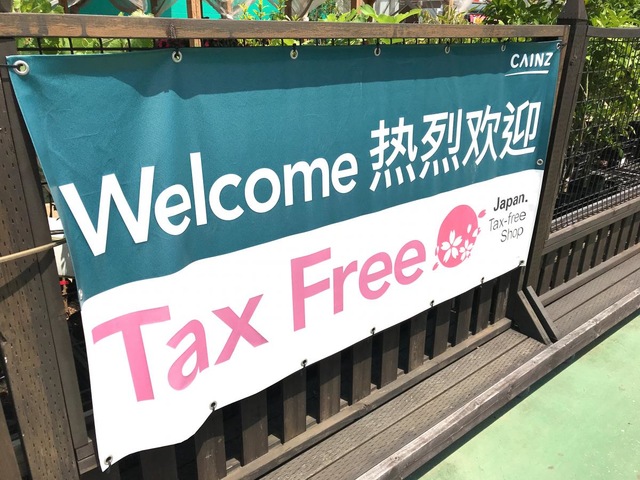 CAINZ
Welcome 热烈欢迎
Tax Free
Japan.
Tax-free
Shop